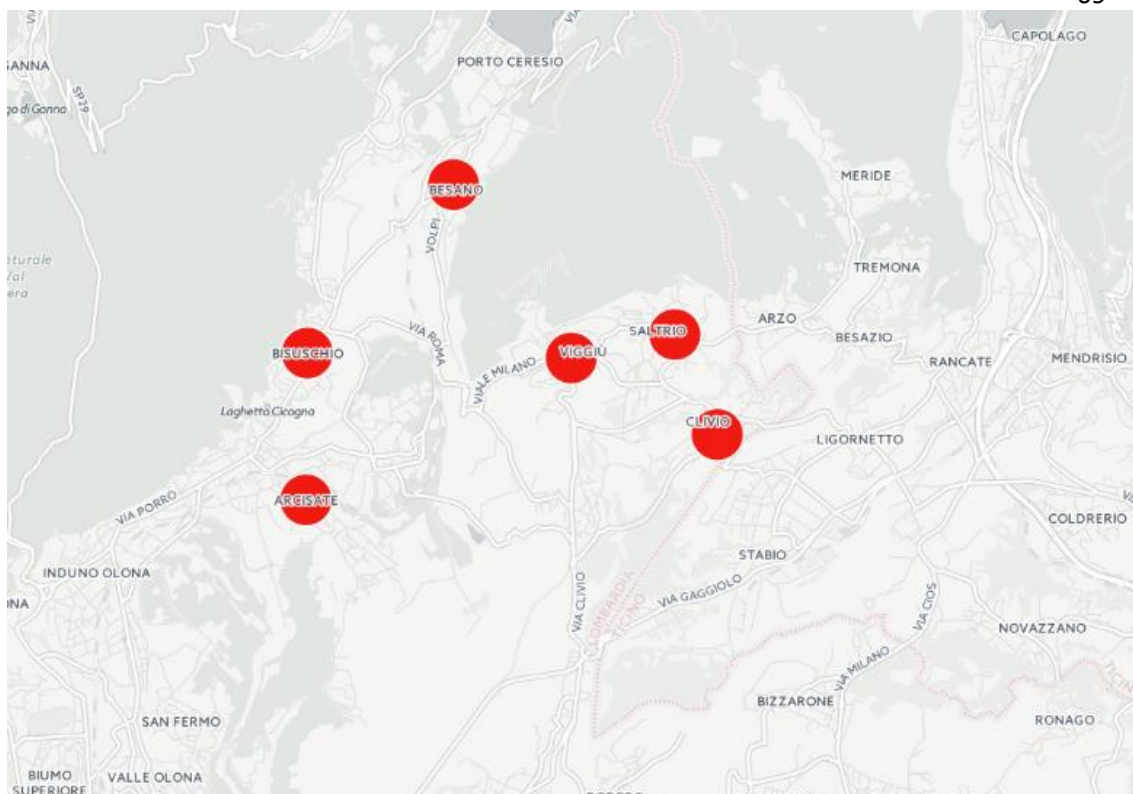 CAPOLAGO
PORTO CERESIO
SP29
BESANO
MERIDE
VOLPI
TREMONA
VIA ROMA
BISUSCHIO
SALTRIO
ARZO
BESAZIO
VIGGIÙ
VIALE MILANO
RANCATE
MENDRISIO
Laghetto Cicogna
CLIVIO
LIGORNETTO
VIA PORRO
ARCISATE
COLDRERIO
STABIO
INDUNO OLONA
VIA GAGGIOLO
VIA CLIVIO
LOMBARDIA
TICINO
VIA CIOS
NOVAZZANO
VIA MILANO
BIZZARONE
TICIN
SAN FERMO
RONAGO
BIUMO
SUPERIORE
VALLE OLONA